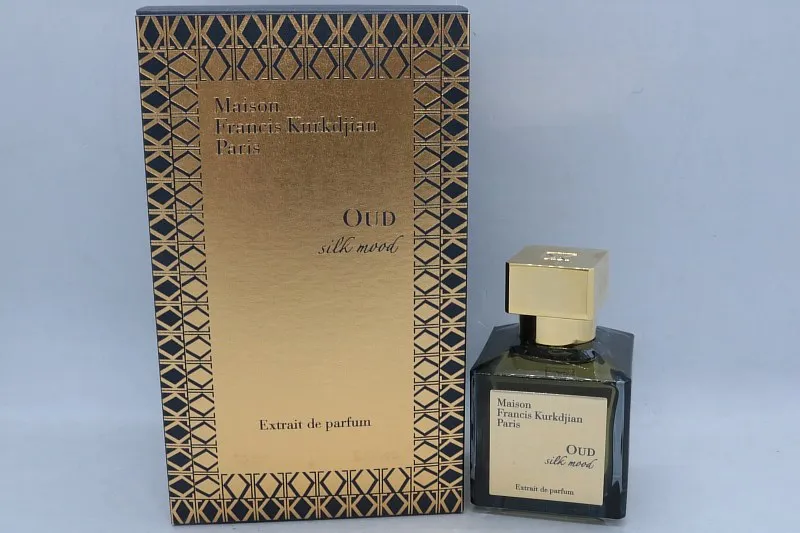 Maison
Francis Kurkdjian
Paris
OUD
silk mood
Extrait de parfum
Maison
Francis Kurkdjian
Paris
OUD
silk mood
Extrait de parfum